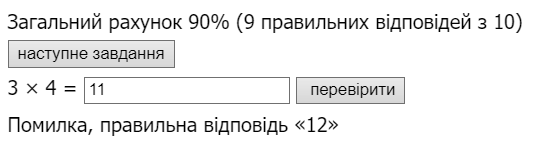 Загальний рахунок 90% (9 правильних відповідей з 10)
наступне завдання
3 × 4 = 11 перевірити
Помилка, правильна відповідь «12»